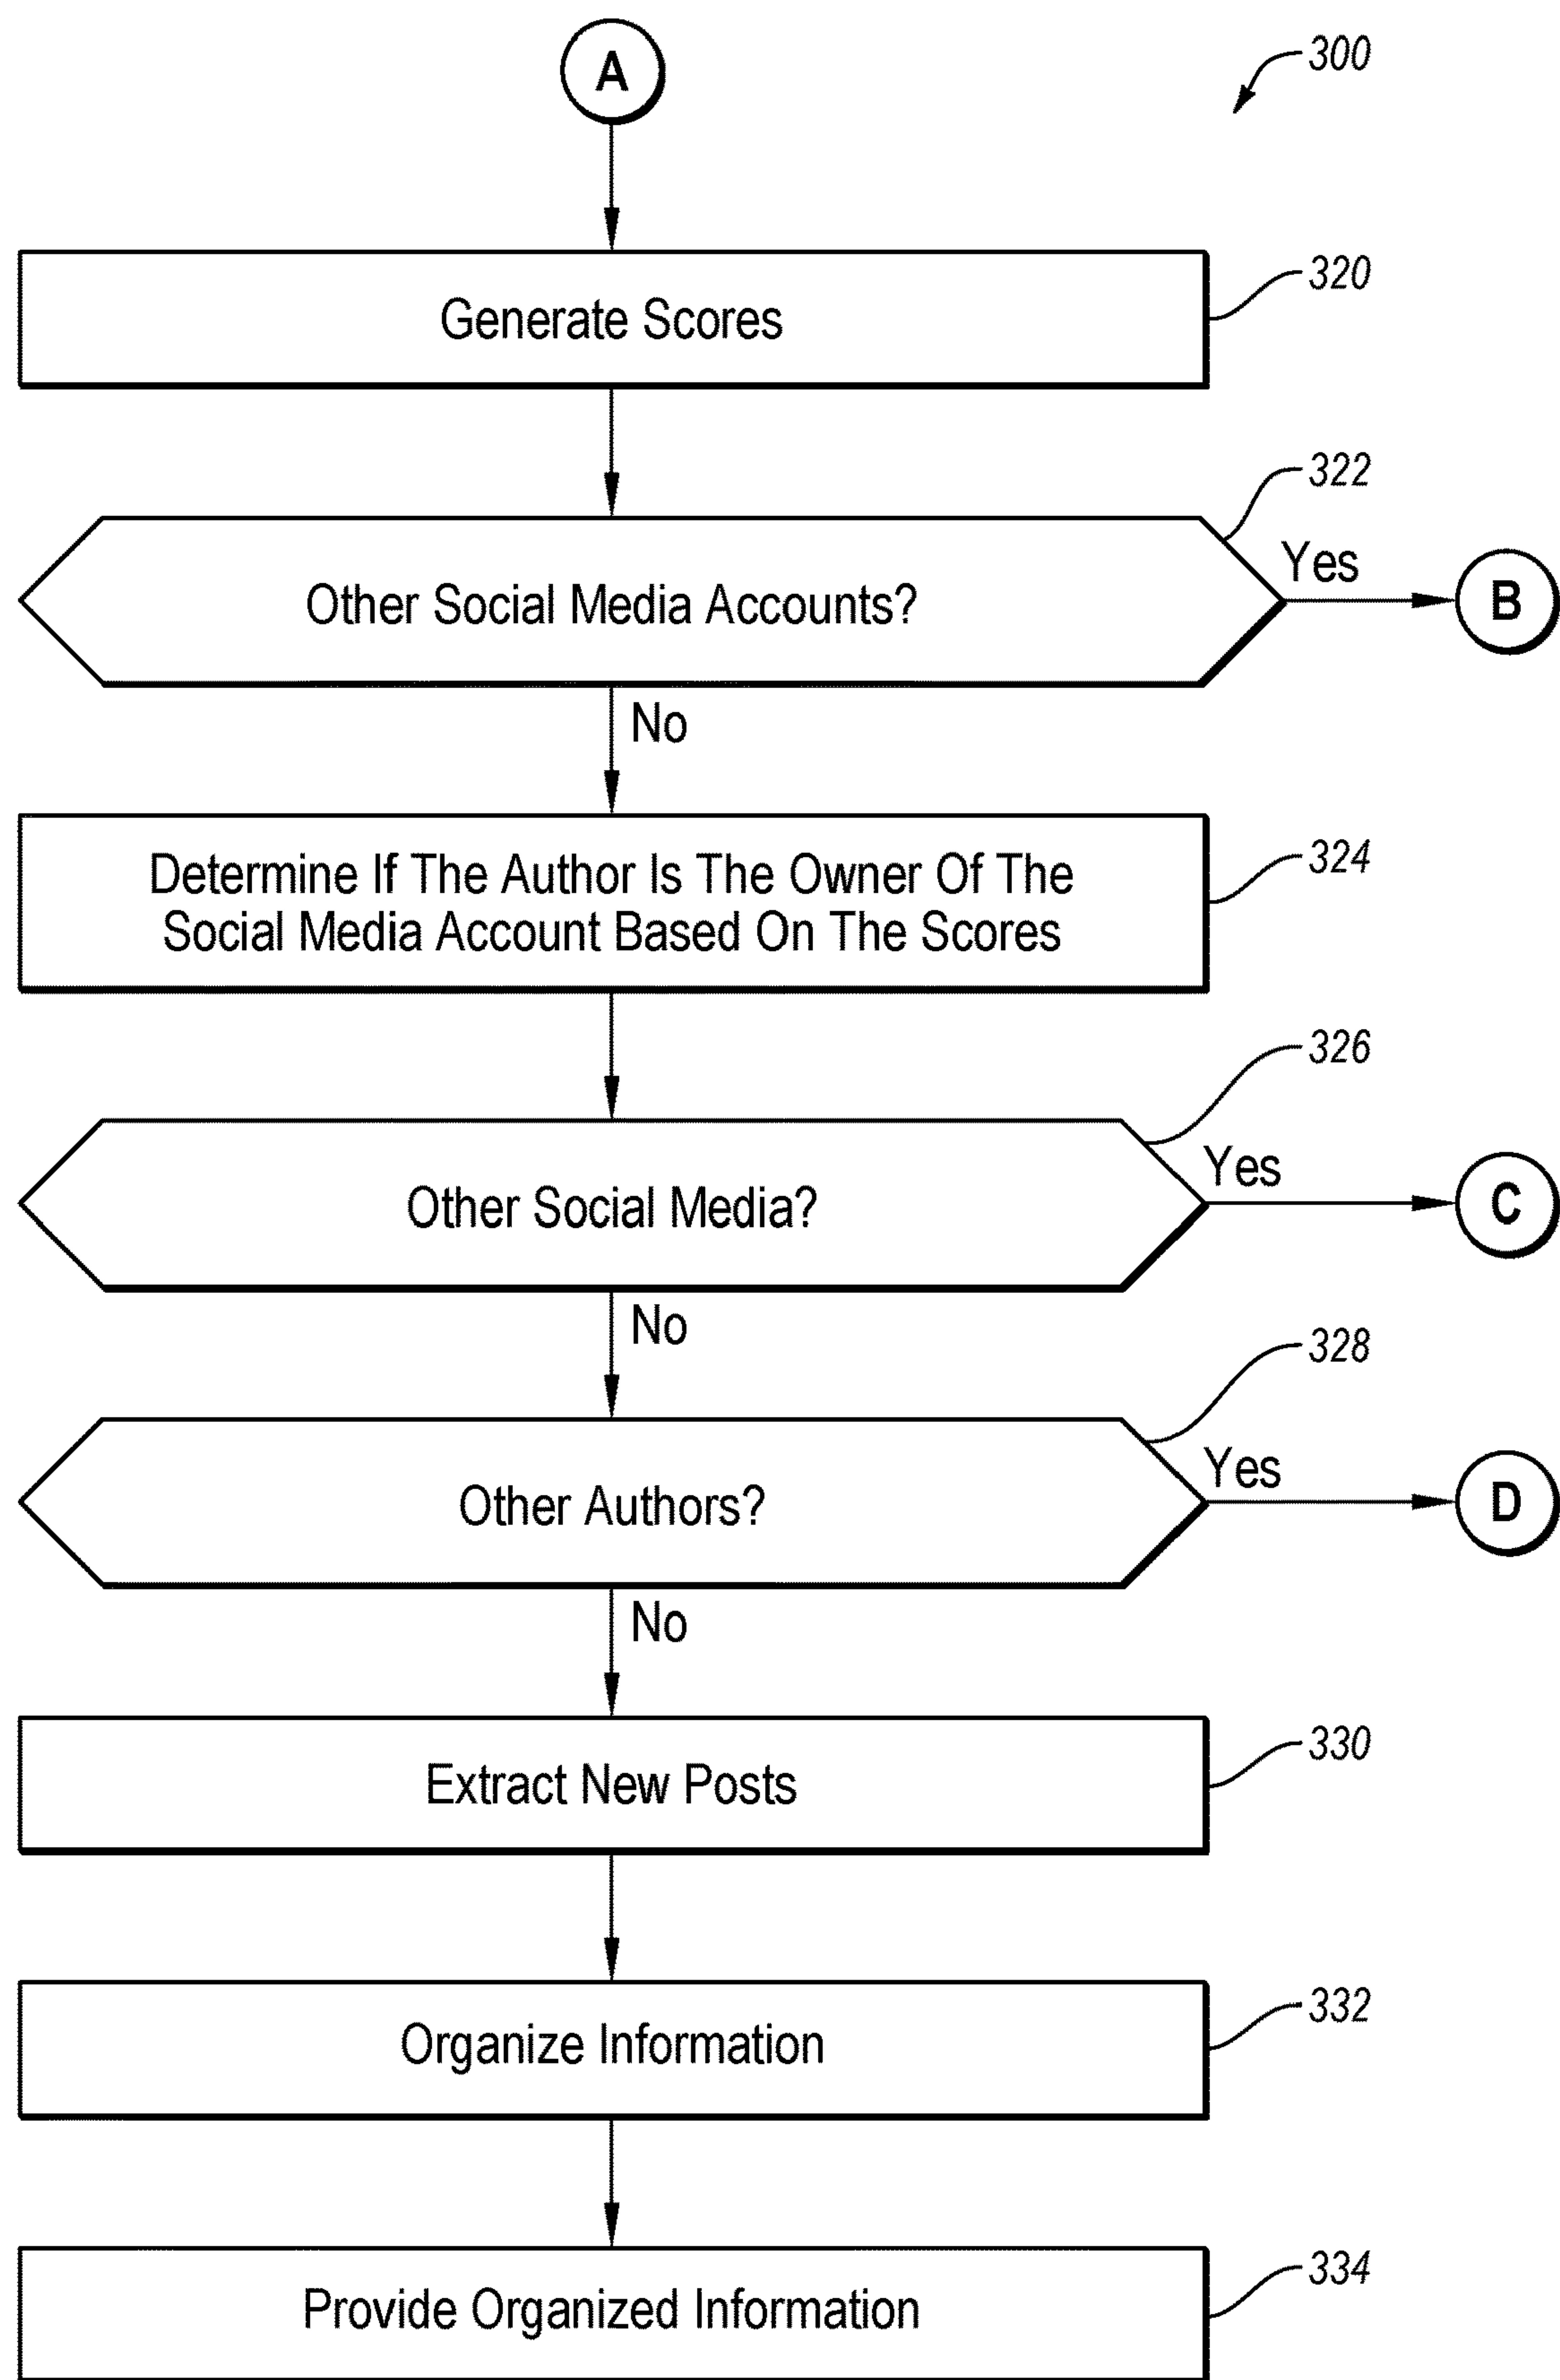 A
300
Generate Scores
320
Other Social Media Accounts?
322
Yes
B
No
Determine If The Author Is The Owner Of The
Social Media Account Based On The Scores
324
Other Social Media?
326
Yes
C
No
Other Authors?
328
Yes
D
No
Extract New Posts
330
Organize Information
332
Provide Organized Information
334